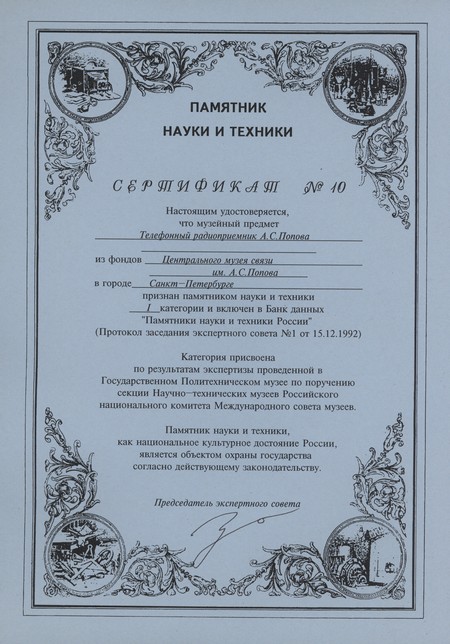 ПАМЯТНИК
НАУКИ И ТЕХНИКИ
СЕРТИФИКАТ № 10
Настоящим удостоверяется,
что музейный предмет
Телефонный радиоприемник А.С.Попова
из фондов Центрального музея связи
им. А.С.Попова
в городе Санкт-Петербурге
признан памятником науки и техники
I категории и включен в Банк данных
"Памятники науки и техники России"
(Протокол заседания экспертного совета №1 от 15.12.1992)
Категория присвоена
по результатам экспертизы проведенной в
Государственном Политехническом музее по поручению
секции Научно-технических музеев Российского
национального комитета Международного совета музеев.
Памятник науки и техники,
как национальное культурное достояние России,
является объектом охраны государства
согласно действующему законодательству.
Председатель экспертного совета